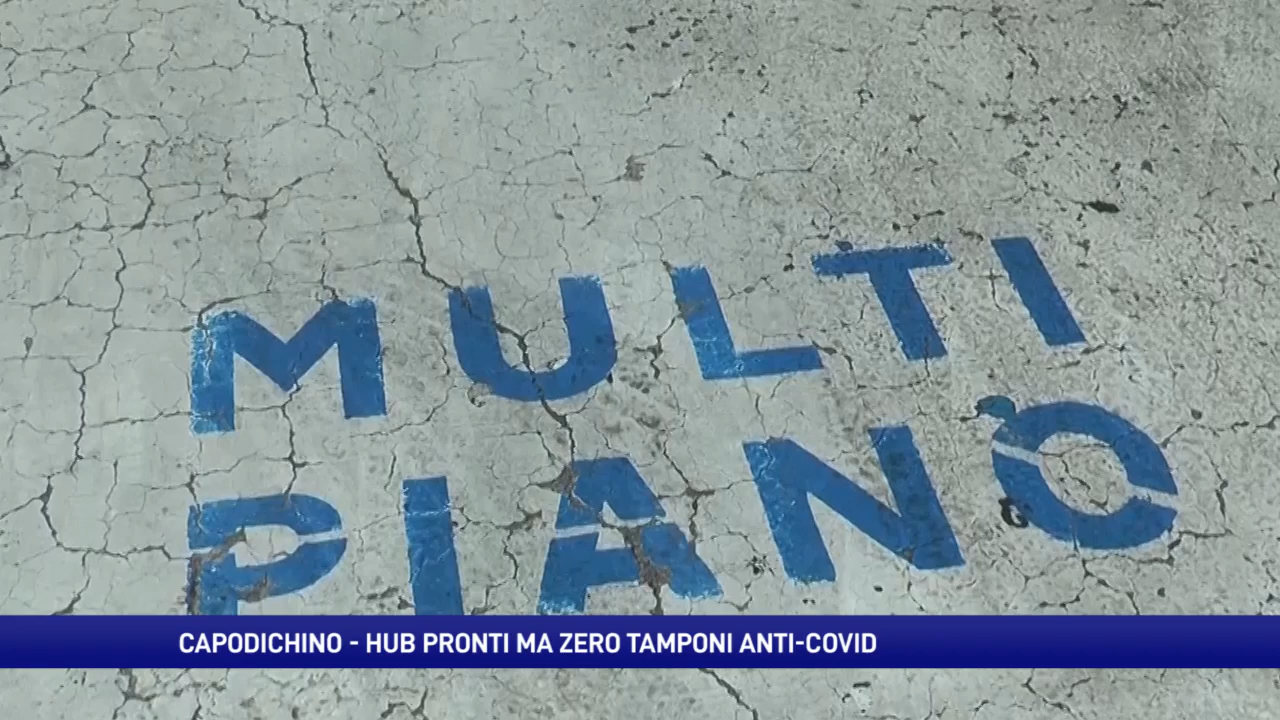 MULTI
PIANO
CAPODICHINO - HUB PRONTI MA ZERO TAMPONI ANTI-COVID